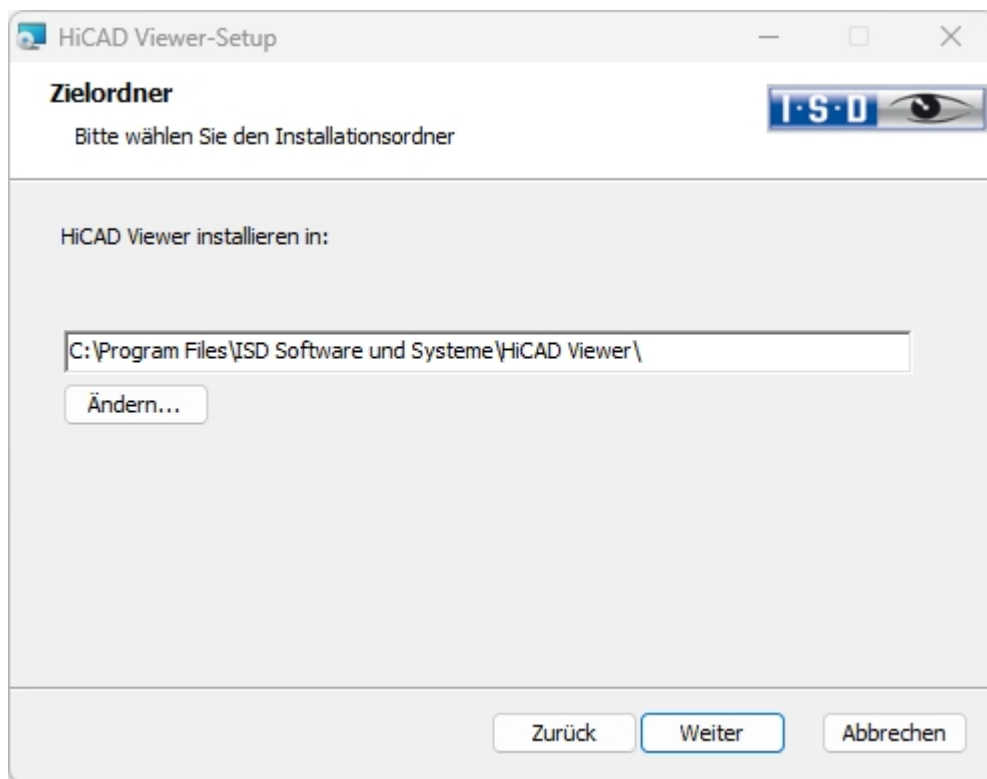 HiCAD Viewer-Setup
Zielordner
Bitte wählen Sie den Installationsordner
I·S·D
HiCAD Viewer installieren in:
C:\Program Files\ISD Software und Systeme\HiCAD Viewer\
Ändern...
Zurück
Weiter
Abbrechen